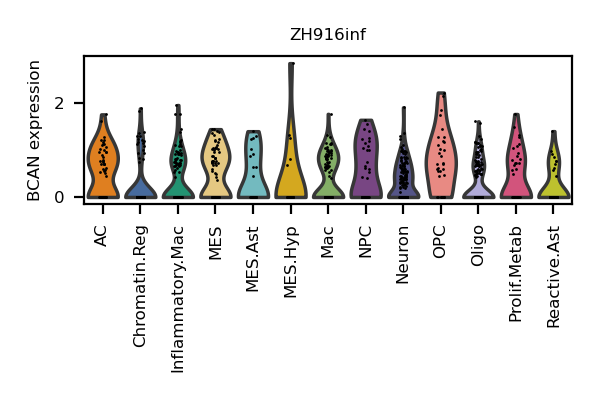 ZH916inf
BCAN expression
2
0
AC
Chromatin.Reg
Inflammatory.Mac
MES
MES.Ast
MES.Hyp
Mac
NPC
Neuron
OPC
Oligo
Prolif.Metab
Reactive.Ast